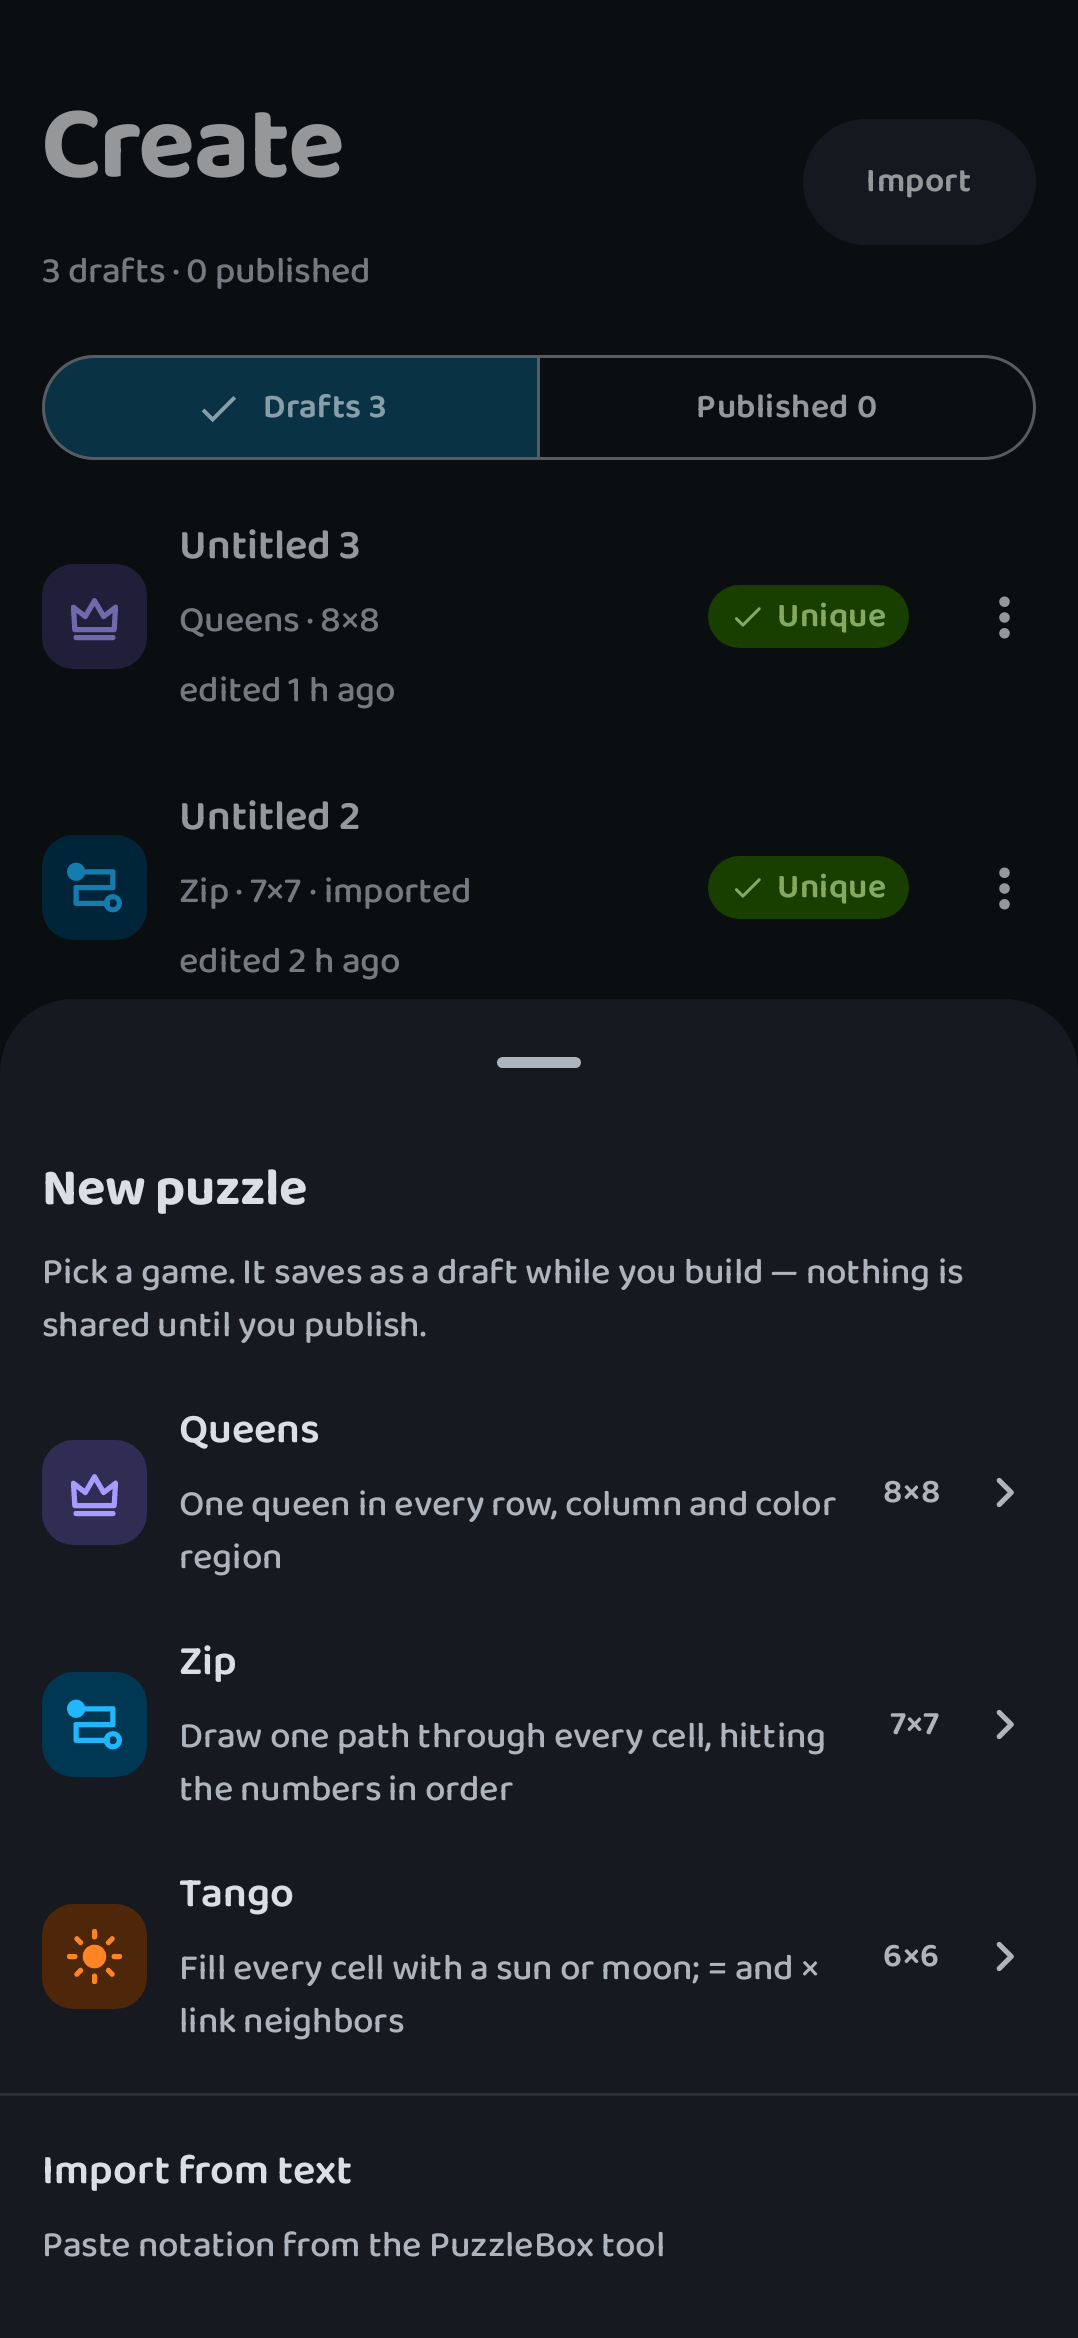 Create
Import
3 drafts · 0 published
Drafts 3
Published 0
Untitled 3
Queens · 8×8
edited 1 h ago
Unique
Untitled 2
Zip · 7×7 · imported
edited 2 h ago
Unique
New puzzle
Pick a game. It saves as a draft while you build — nothing is
shared until you publish.
Queens
One queen in every row, column and color
region
8×8
Zip
Draw one path through every cell, hitting
the numbers in order
7×7
Tango
Fill every cell with a sun or moon; = and ×
link neighbors
6×6
Import from text
Paste notation from the PuzzleBox tool